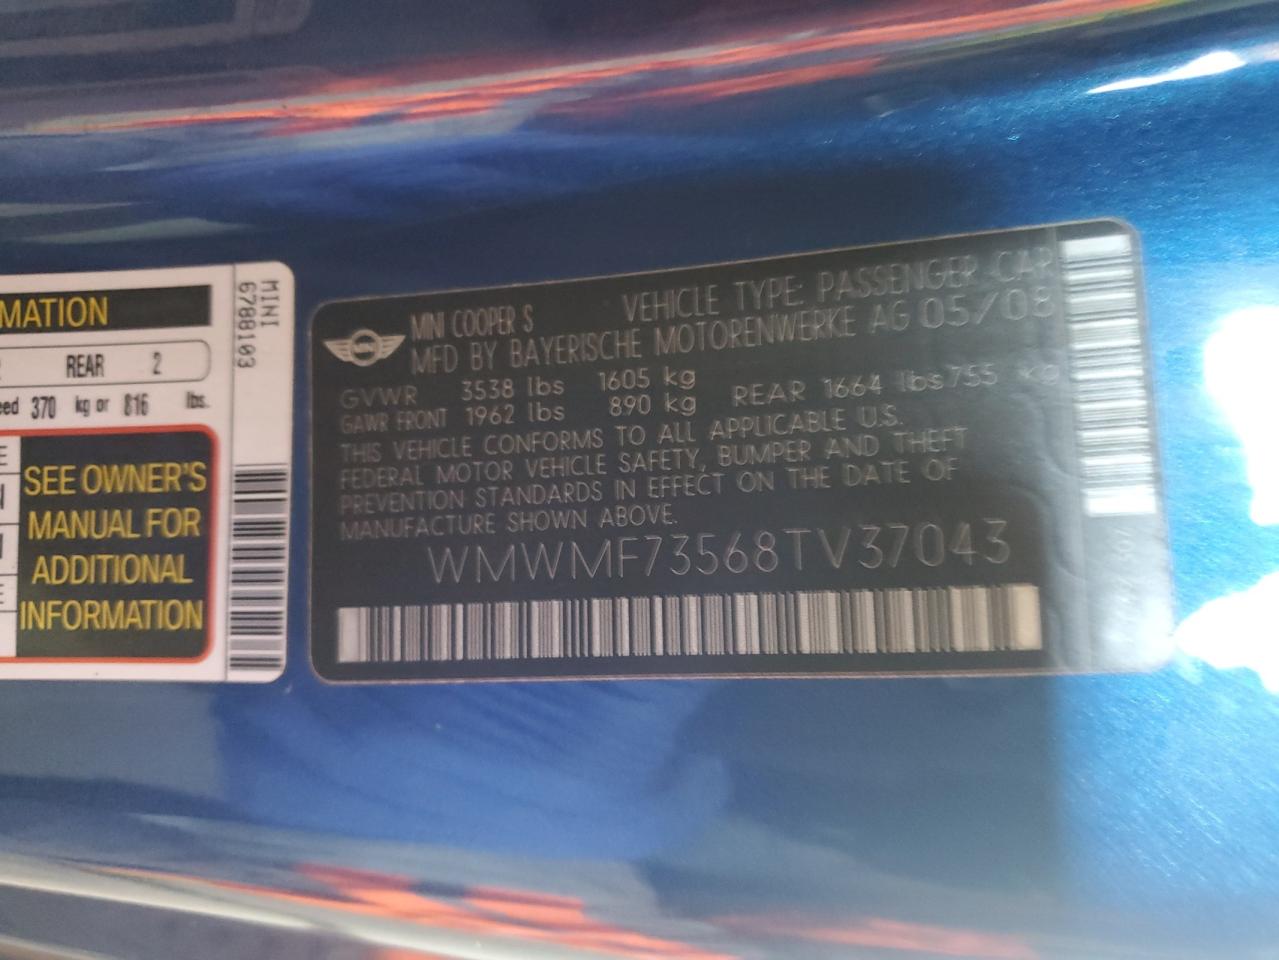 MATION
REAR 2
370 kg or 816 lbs.
SEE OWNER'S
MANUAL FOR
ADDITIONAL
INFORMATION
MINI
6788103
MINI COOPER S VEHICLE TYPE: PASSENGER CAR
MFD BY BAYERISCHE MOTORENWERKE AG 05/08
GVWR 3538 lbs 1605 kg
GAWR FRONT 1962 lbs 890 kg REAR 1664 lbs 755 kg
THIS VEHICLE CONFORMS TO ALL APPLICABLE U.S.
FEDERAL MOTOR VEHICLE SAFETY, BUMPER AND THEFT
PREVENTION STANDARDS IN EFFECT ON THE DATE OF
MANUFACTURE SHOWN ABOVE.
WMWMF73568TV37043